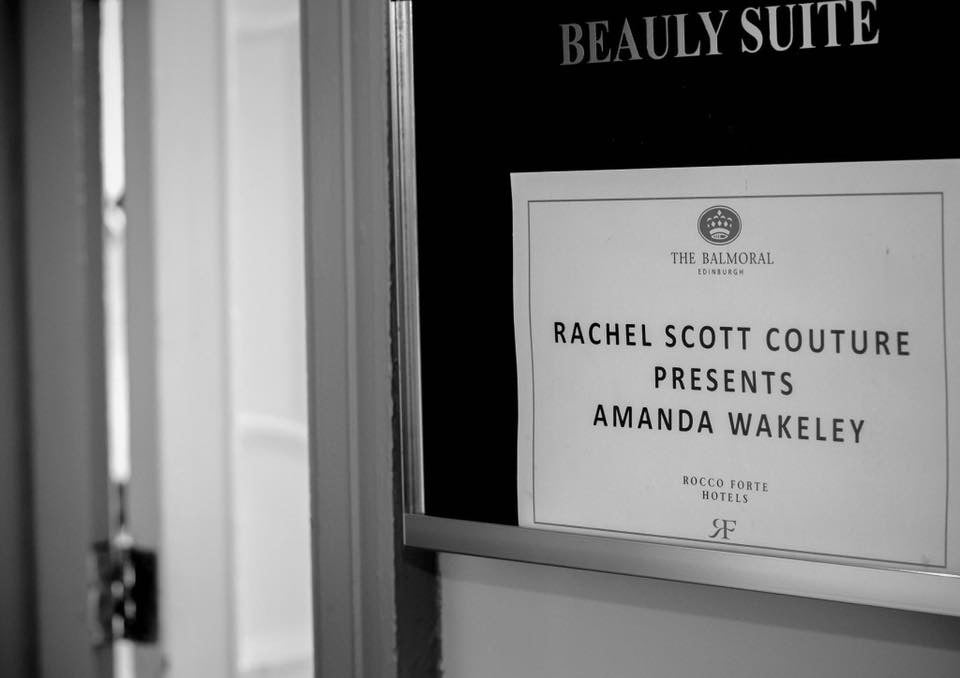 BEAULY SUITE
THE BALMORAL
EDINBURGH
RACHEL SCOTT COUTURE
PRESENTS
AMANDA WAKELEY
ROCCO FORTE
HOTELS
RF